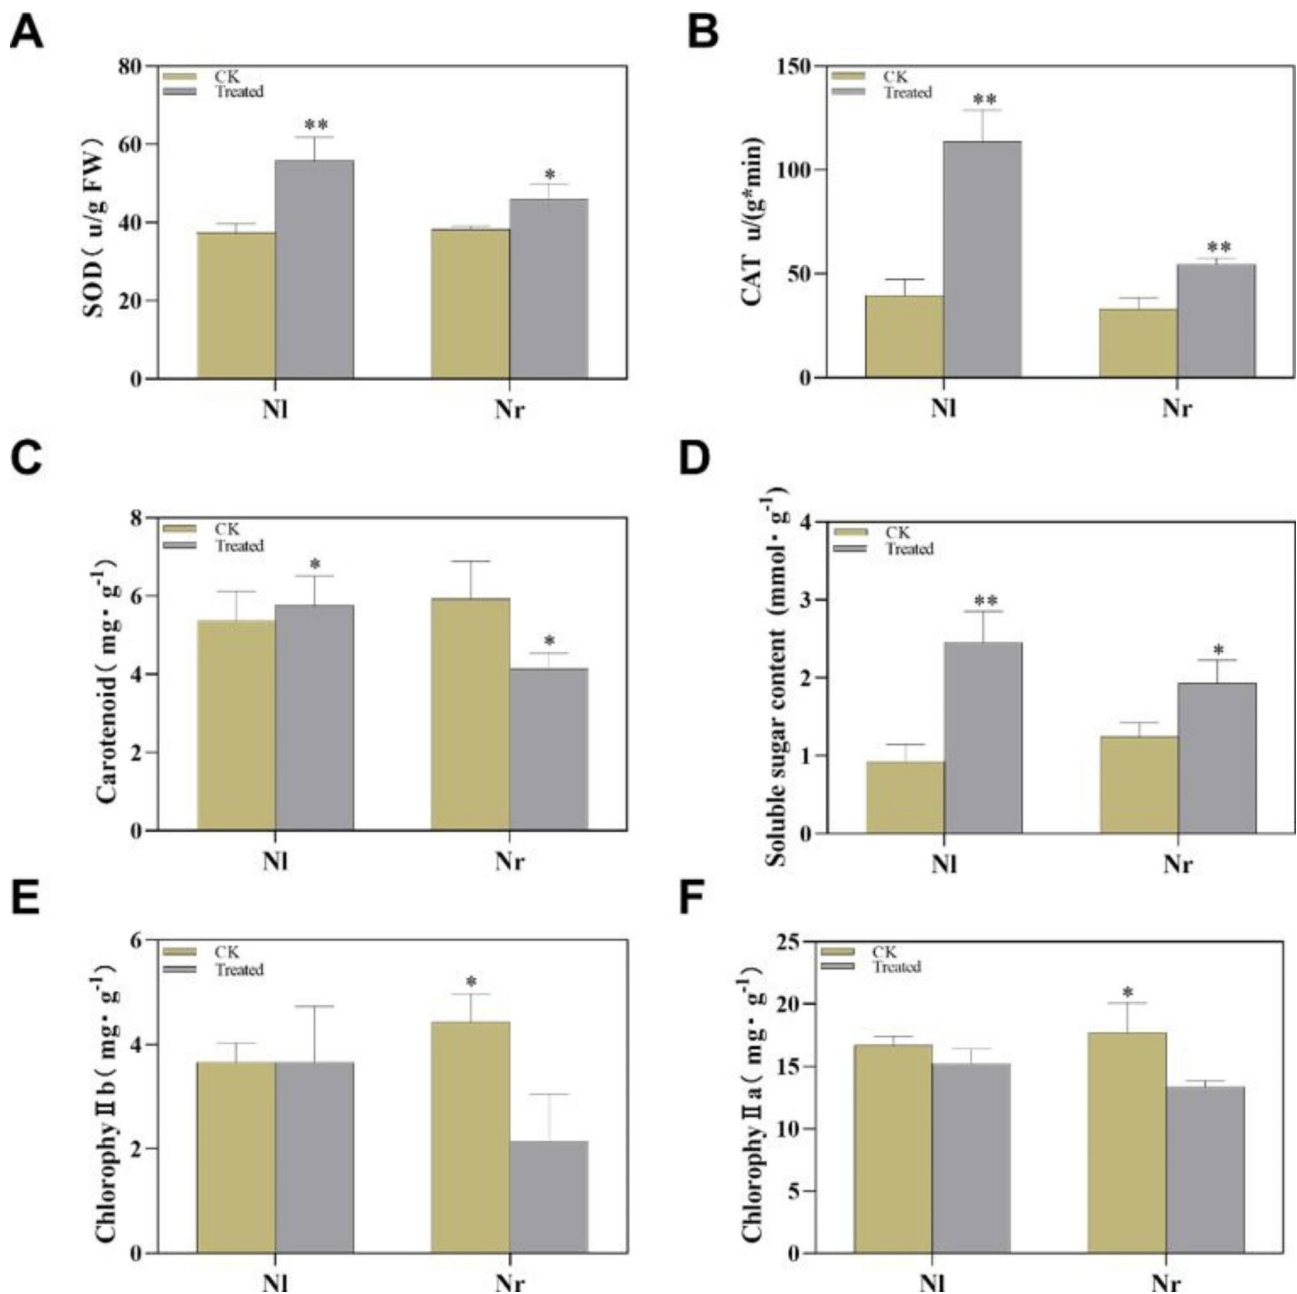 A
SOD( u/g FW)
80
60
40
20
0
CK
Treated
**
*
Nl
Nr
B
CAT u/(g*min)
150
100
50
0
CK
Treated
**
**
Nl
Nr
C
Carotenoid( mg· g⁻¹)
8
6
4
2
0
CK
Treated
*
*
Nl
Nr
D
Soluble sugar content (mmol· g⁻¹)
4
3
2
1
0
CK
Treated
**
*
Nl
Nr
E
Chlorophy Ⅱ b( mg· g⁻¹)
6
4
2
0
CK
Treated
*
Nl
Nr
F
Chlorophy Ⅱ a( mg· g⁻¹)
25
20
15
10
5
0
CK
Treated
*
Nl
Nr